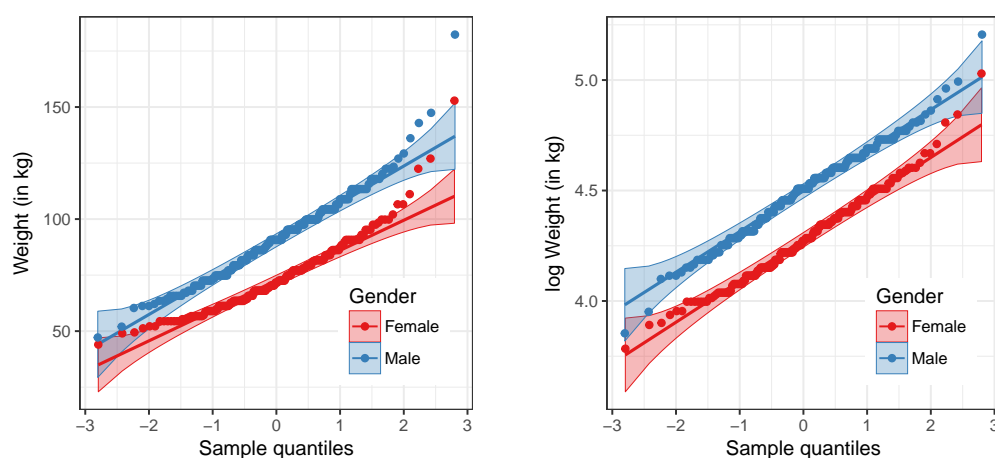 Weight (in kg)
150
100
50
−3
−2
−1
0
1
2
3
Sample quantiles
Gender
Female
Male
log Weight (in kg)
5.0
4.5
4.0
−3
−2
−1
0
1
2
3
Sample quantiles
Gender
Female
Male